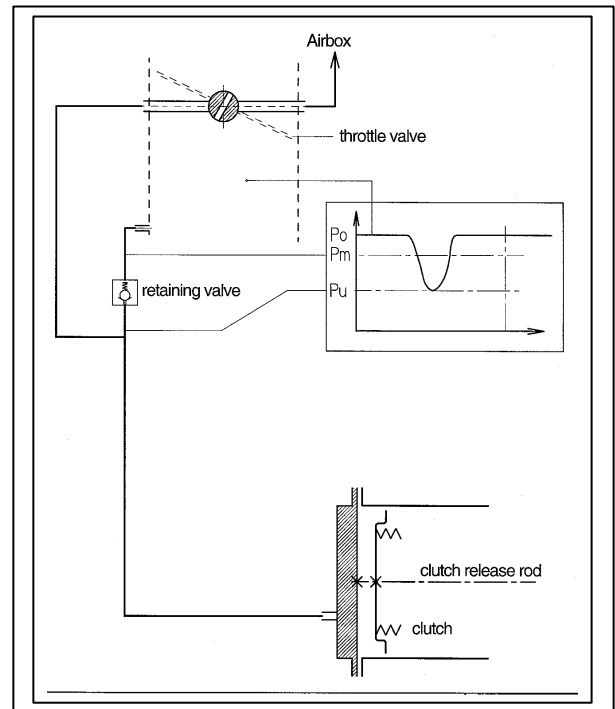 Airbox
throttle valve
Po
Pm
retaining valve
Pu
clutch release rod
clutch